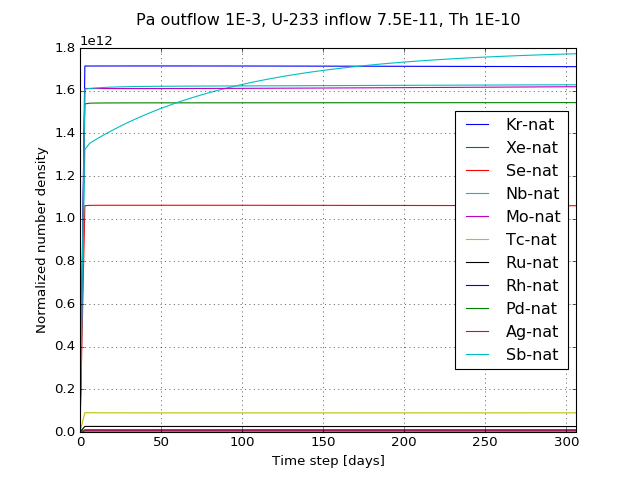 Pa outflow 1E-3, U-233 inflow 7.5E-11, Th 1E-10
1e12
1.8
1.6
1.4
1.2
1.0
0.8
0.6
0.4
0.2
0.0
Normalized number density
Kr-nat
Xe-nat
Se-nat
Nb-nat
Mo-nat
Tc-nat
Ru-nat
Rh-nat
Pd-nat
Ag-nat
Sb-nat
0 50 100 150 200 250 300
Time step [days]